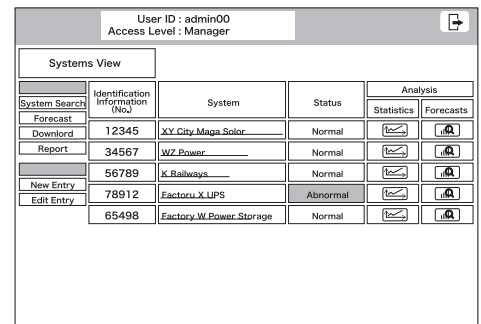 User ID : admin00
Access Level : Manager
Systems View
System Search
Forecast
Downlord
Report
New Entry
Edit Entry
Identification
Information
(No.)
System
Status
Analysis
Statistics
Forecasts
12345
XY City Maga Solor
Normal
34567
WZ Power
Normal
56789
K Railways
Normal
78912
Factoru X UPS
Abnormal
65498
Factory W Power Storage
Normal